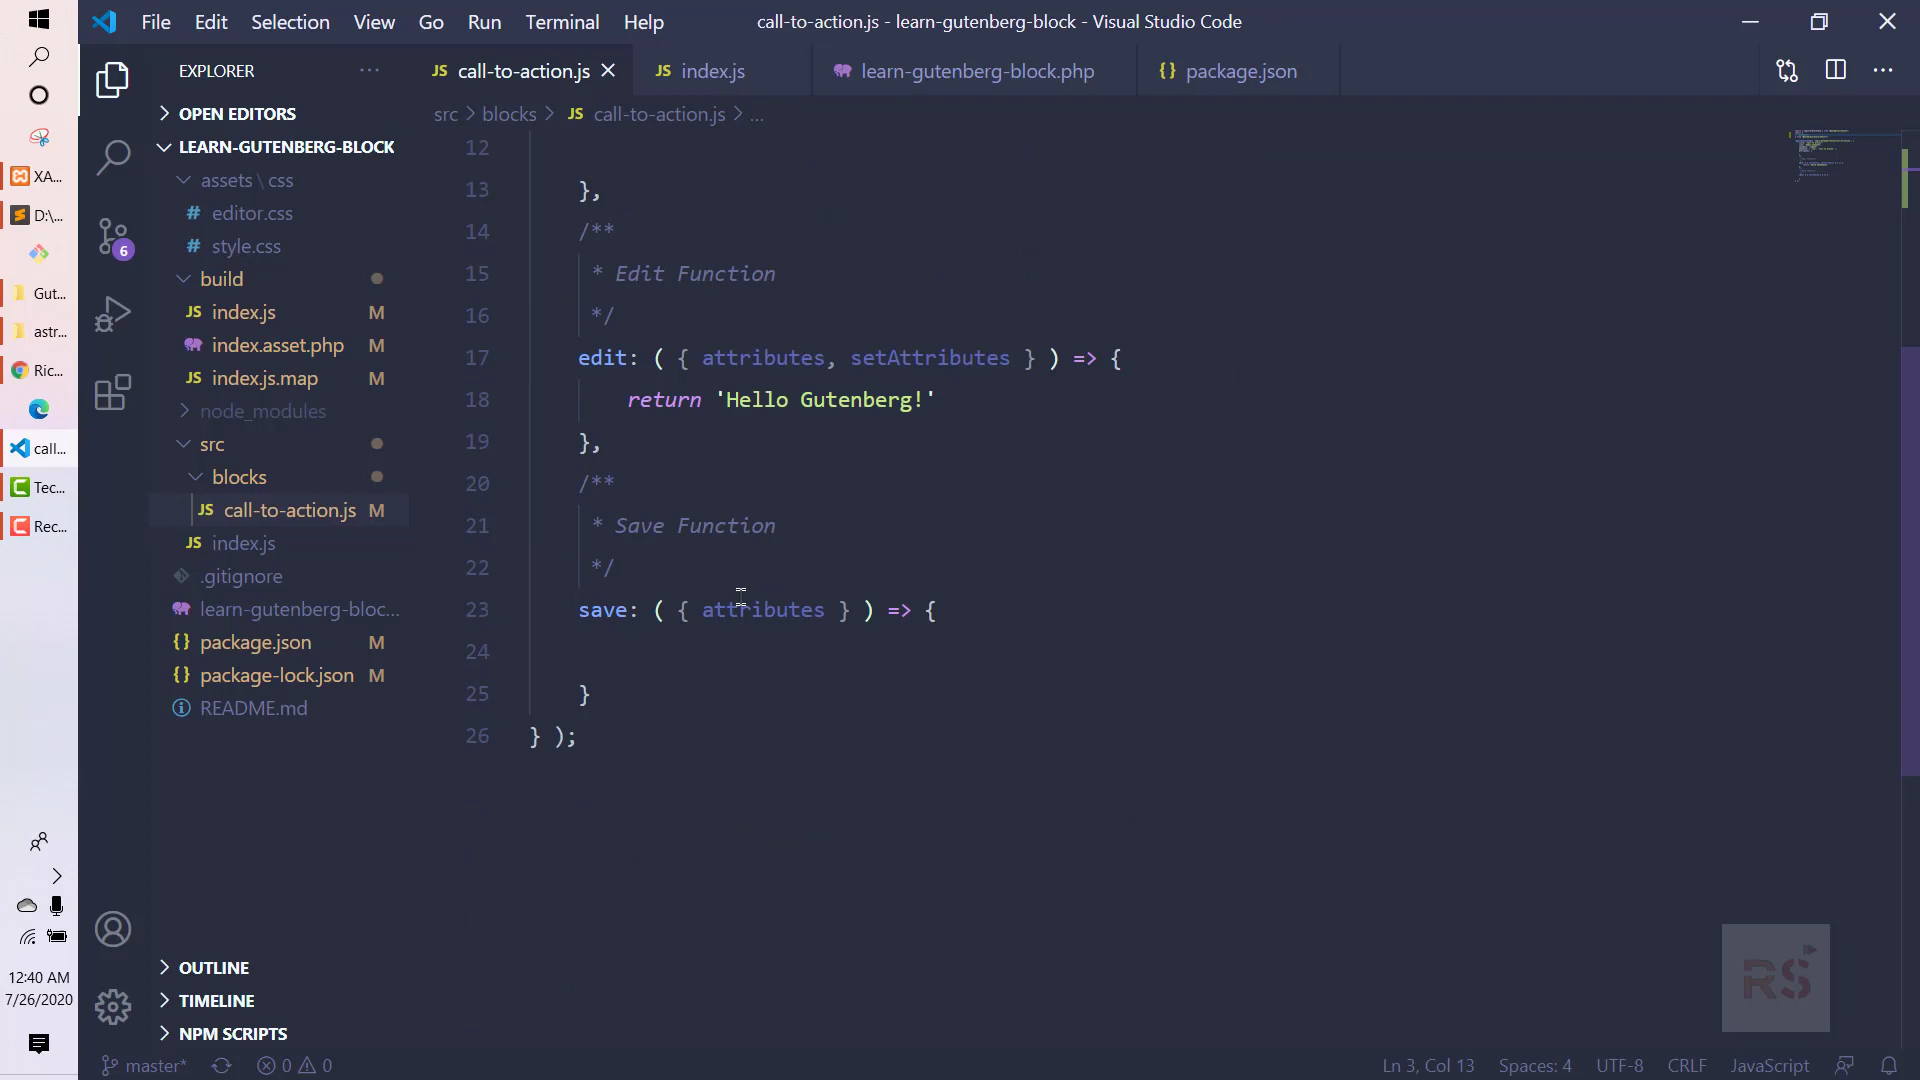 File Edit Selection View Go Run Terminal Help
call-to-action.js - learn-gutenberg-block - Visual Studio Code
EXPLORER
OPEN EDITORS
LEARN-GUTENBERG-BLOCK
assets \ css
# editor.css
# style.css
build
JS index.js M
index.asset.php M
JS index.js.map M
node_modules
src
blocks
JS call-to-action.js M
JS index.js
.gitignore
learn-gutenberg-bloc...
{} package.json M
{} package-lock.json M
README.md
OUTLINE
TIMELINE
NPM SCRIPTS
6
XA...
D:\...
Gut...
astr...
Ric...
call...
Tec...
Rec...
12:40 AM
7/26/2020
JS call-to-action.js
JS index.js
learn-gutenberg-block.php
{} package.json
src > blocks > JS call-to-action.js > ...
12
13 },
14 /**
15 * Edit Function
16 */
17 edit: ( { attributes, setAttributes } ) => {
18 return 'Hello Gutenberg!'
19 },
20 /**
21 * Save Function
22 */
23 save: ( { attributes } ) => {
24
25 }
26 } );
RS
master* 0 0
Ln 3, Col 13 Spaces: 4 UTF-8 CRLF JavaScript